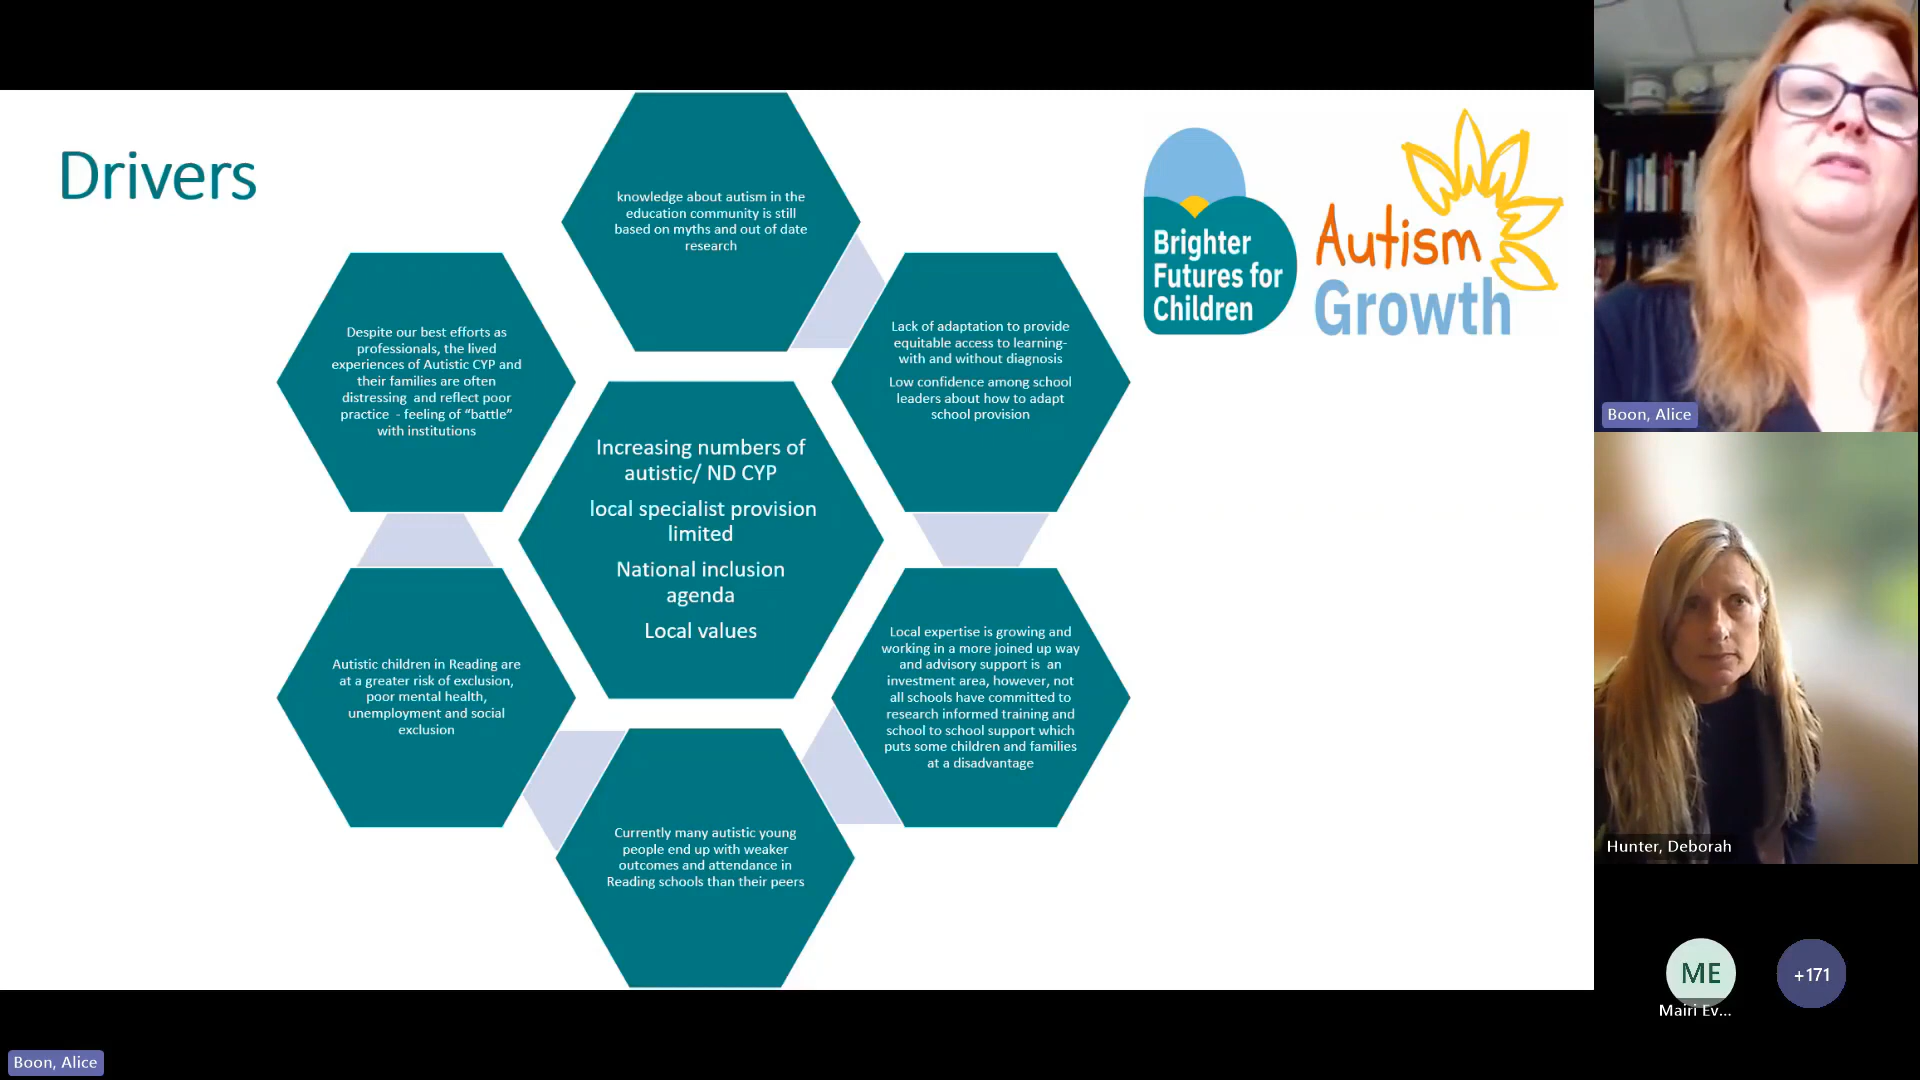 Drivers
knowledge about autism in the
education community is still
based on myths and out of date
research
Lack of adaptation to provide
equitable access to learning-
with and without diagnosis
Low confidence among school
leaders about how to adapt
school provision
Local expertise is growing and
working in a more joined up way
and advisory support is an
investment area, however, not
all schools have committed to
research informed training and
school to school support which
puts some children and families
at a disadvantage
Currently many autistic young
people end up with weaker
outcomes and attendance in
Reading schools than their peers
Autistic children in Reading are
at a greater risk of exclusion,
poor mental health,
unemployment and social
exclusion
Despite our best efforts as
professionals, the lived
experiences of Autistic CYP and
their families are often
distressing and reflect poor
practice - feeling of “battle”
with institutions
Increasing numbers of
autistic/ ND CYP
local specialist provision
limited
National inclusion
agenda
Local values
Brighter
Futures for
Children
Autism
Growth
Boon, Alice
Hunter, Deborah
ME
Mairi Ev...
+171
Boon, Alice